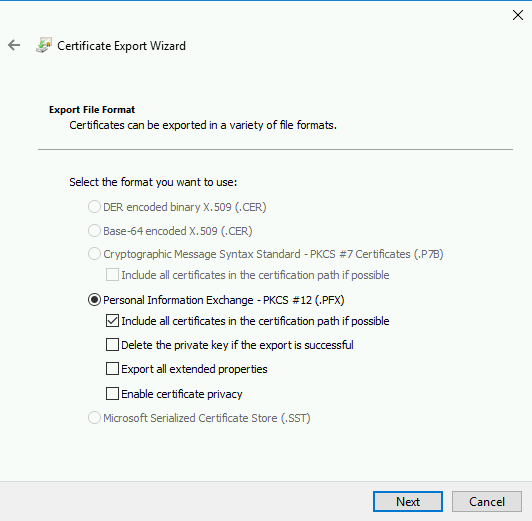 Certificate Export Wizard
Export File Format
Certificates can be exported in a variety of file formats.
Select the format you want to use:
DER encoded binary X.509 (.CER)
Base-64 encoded X.509 (.CER)
Cryptographic Message Syntax Standard - PKCS #7 Certificates (.P7B)
Include all certificates in the certification path if possible
Personal Information Exchange - PKCS #12 (.PFX)
Include all certificates in the certification path if possible
Delete the private key if the export is successful
Export all extended properties
Enable certificate privacy
Microsoft Serialized Certificate Store (.SST)
Next Cancel